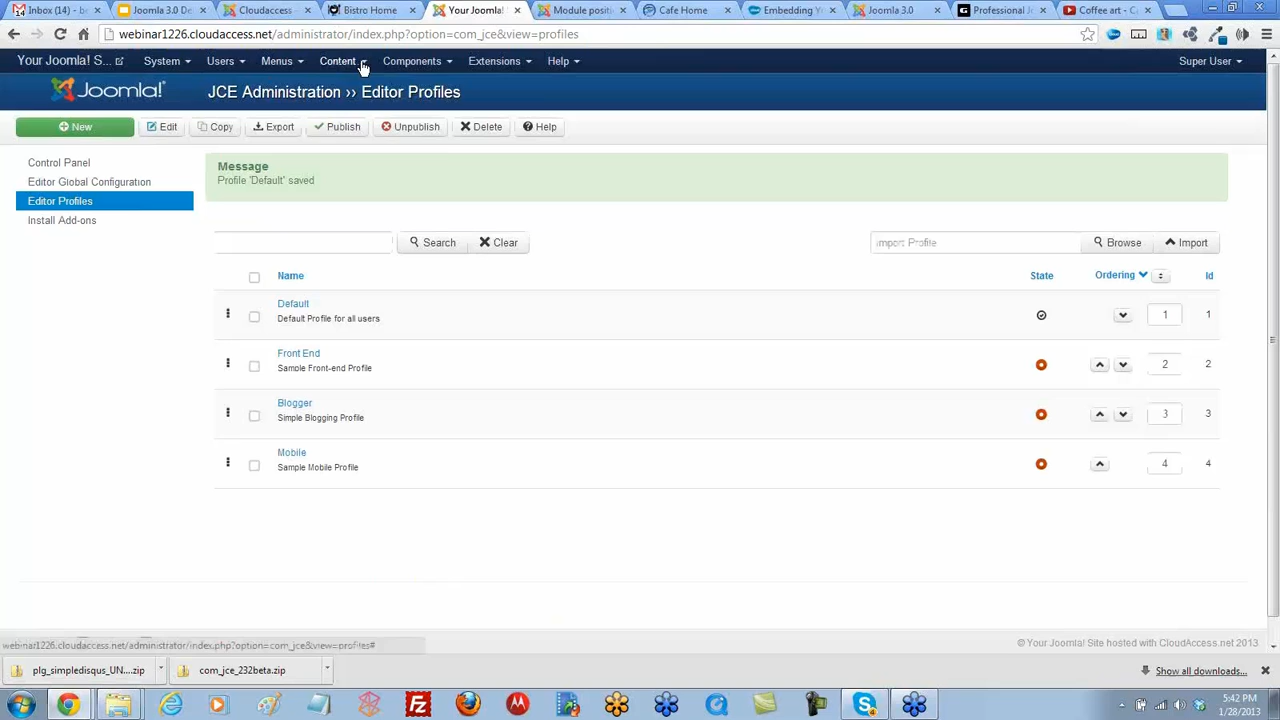 Inbox (14) - b
Joomla 3.0 D
Cloudaccess -
Bistro Home
Your Joomla!
Module posit
Cafe Home
Embedding Y
Joomla 3.0
Professional J
Coffee art - C
webinar1226.cloudaccess.net/administrator/index.php?option=com_jce&view=profiles
Your Joomla! S...
System
Users
Menus
Content
Components
Extensions
Help
Super User
Joomla!
JCE Administration ›› Editor Profiles
New
Edit
Copy
Export
Publish
Unpublish
Delete
Help
Control Panel
Editor Global Configuration
Editor Profiles
Install Add-ons
Message
Profile 'Default' saved
Search
Clear
Import Profile
Browse
Import
Name
State
Ordering
Id
Default
Default Profile for all users
1
1
Front End
Sample Front-end Profile
2
2
Blogger
Simple Blogging Profile
3
3
Mobile
Sample Mobile Profile
4
4
webinar1226.cloudaccess.net/administrator/index.php?option=com_jce&view=profiles#
© Your Joomla! Site hosted with CloudAccess.net 2013
plg_simpledisqus_UN....zip
com_jce_232beta.zip
Show all downloads...
5:42 PM
1/28/2013